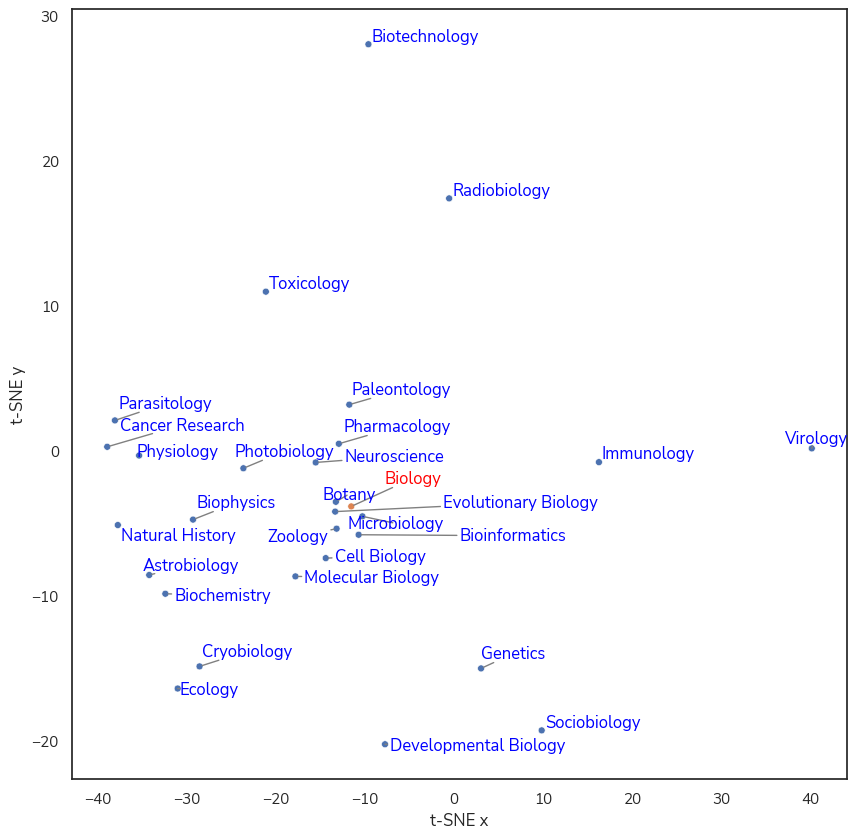 30
Biotechnology
20
Radiobiology
Toxicology
10
Paleontology
Parasitology
Cancer Research
Pharmacology
Virology
0
Physiology
Photobiology
Neuroscience
Immunology
Biology
Botany
Biophysics
Evolutionary Biology
Microbiology
Natural History
Zoology
Bioinformatics
Cell Biology
Astrobiology
Molecular Biology
Biochemistry
−10
Cryobiology
Genetics
Ecology
Sociobiology
−20
Developmental Biology
t-SNE y
−40 −30 −20 −10 0 10 20 30 40
t-SNE x